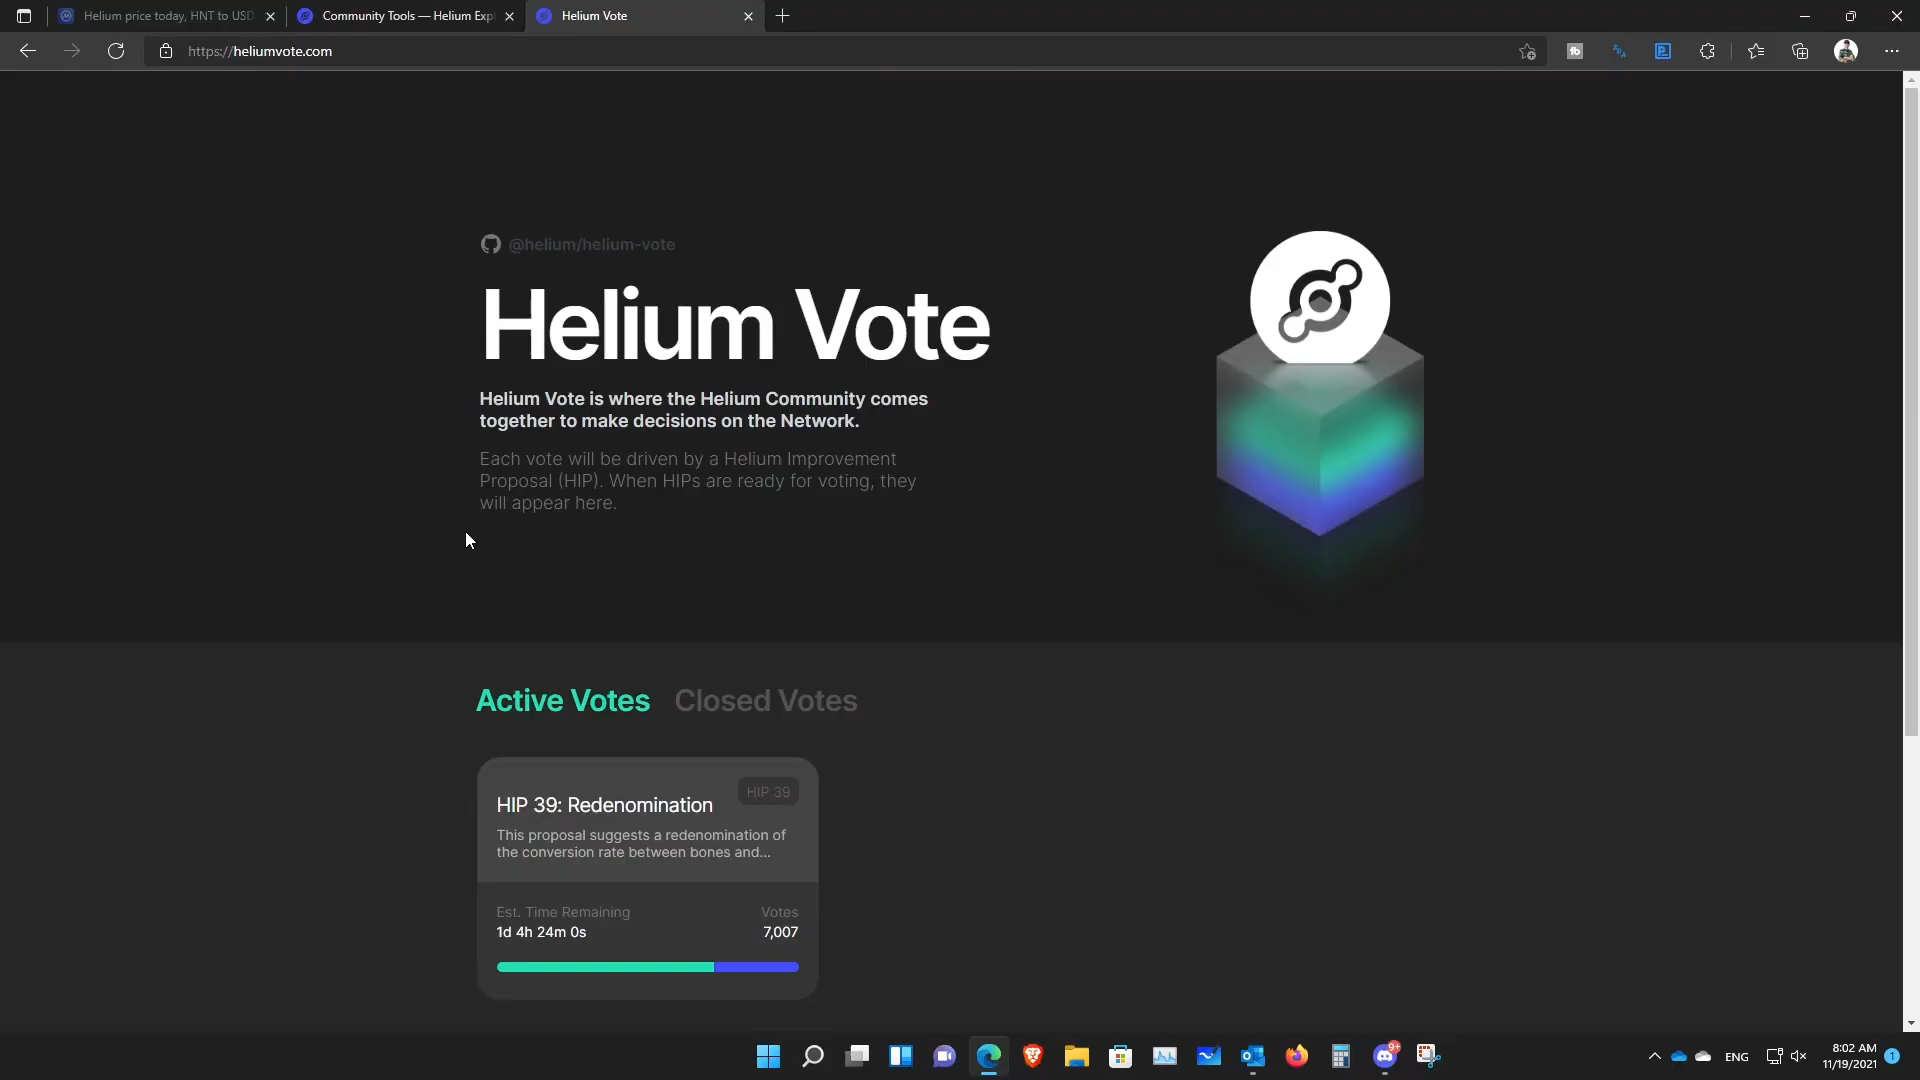 Helium price today, HNT to USD
Community Tools — Helium Exp
Helium Vote
https://heliumvote.com
@helium/helium-vote
Helium Vote
Helium Vote is where the Helium Community comes
together to make decisions on the Network.
Each vote will be driven by a Helium Improvement
Proposal (HIP). When HIPs are ready for voting, they
will appear here.
Active Votes
Closed Votes
HIP 39: Redenomination
HIP 39
This proposal suggests a redenomination of
the conversion rate between bones and...
Est. Time Remaining
Votes
1d 4h 24m 0s
7,007
9+
ENG
8:02 AM
11/19/2021
1